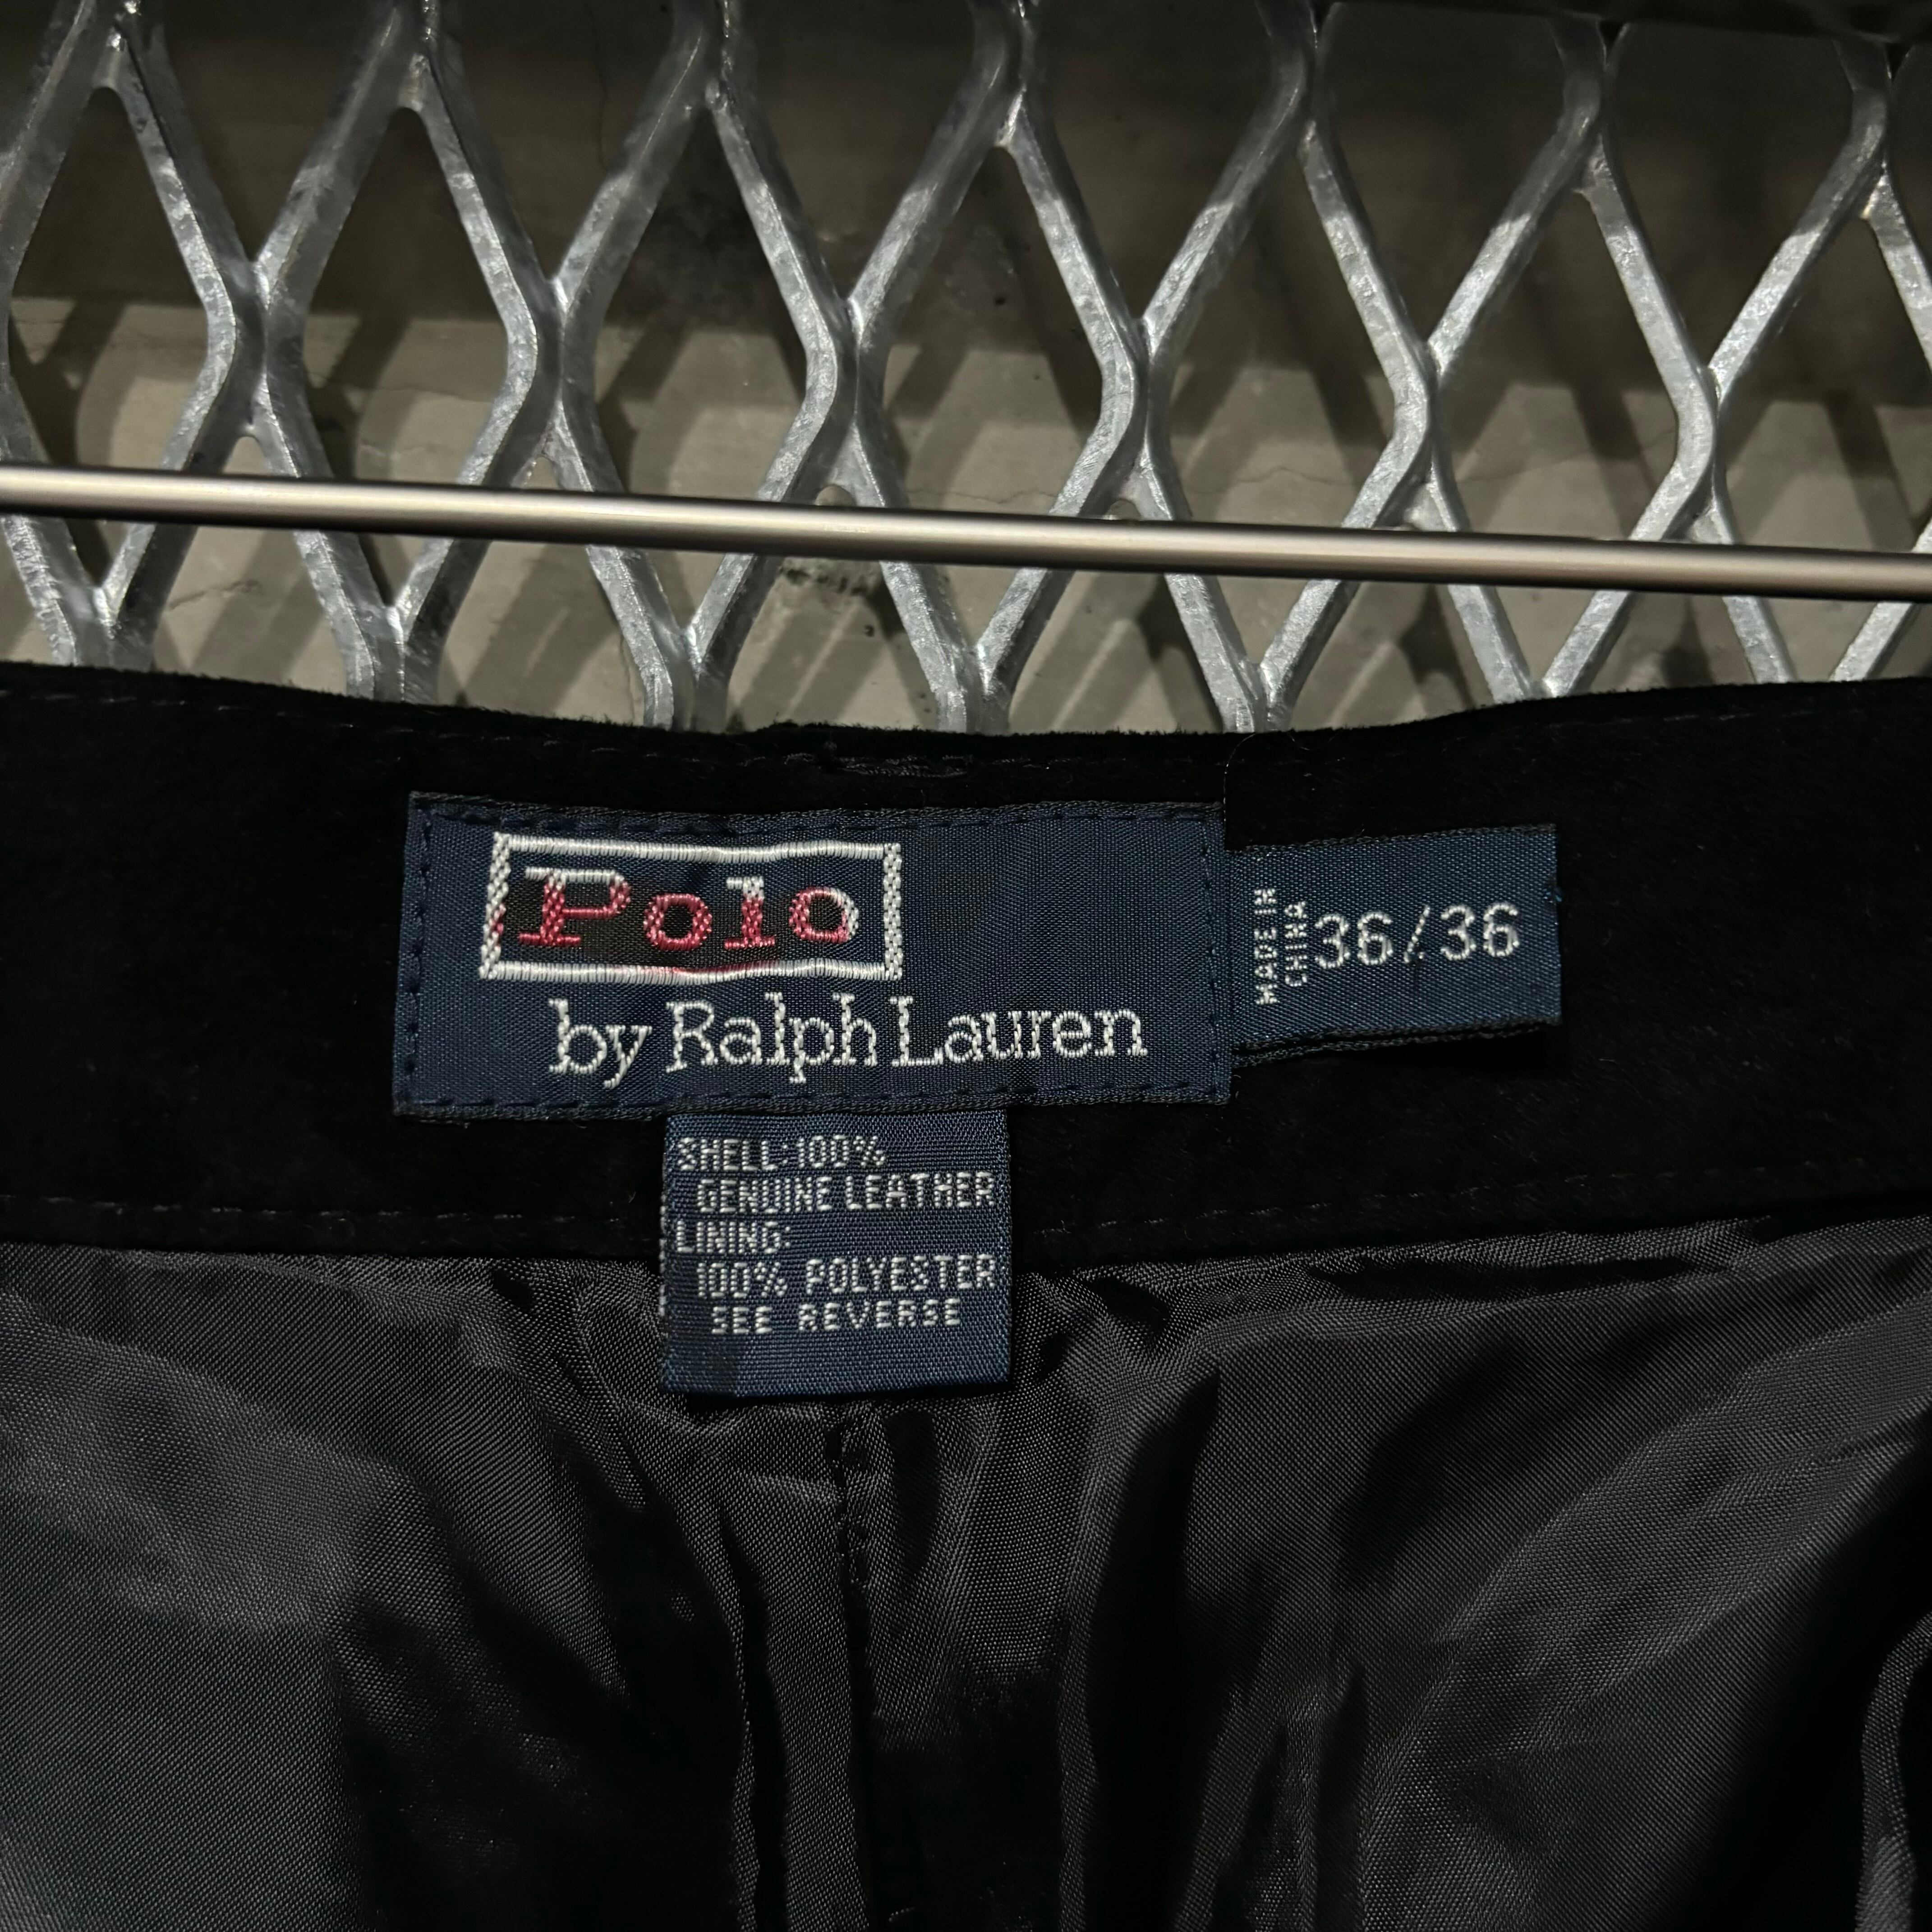 Polo
by Ralph Lauren
MADE IN
CHINA
36/36
SHELL:100%
GENUINE LEATHER
LINING:
100% POLYESTER
SEE REVERSE